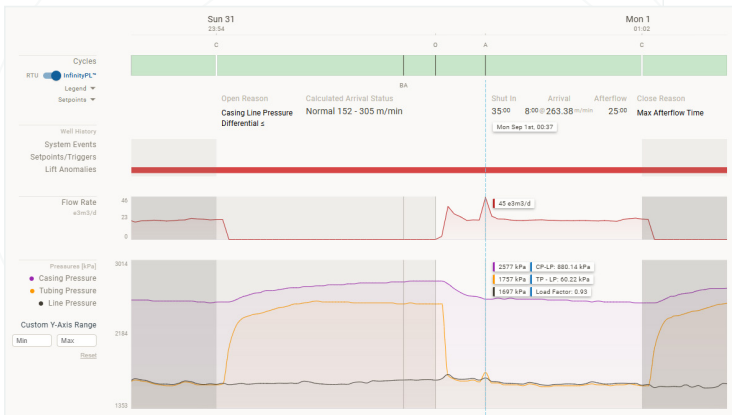 Sun 31
23:54
Mon 1
01:02
C
O
A
C
Cycles
RTU InfinityPL™
Legend
Setpoints
BA
Open Reason
Casing Line Pressure
Differential ≤
Calculated Arrival Status
Normal 152 - 305 m/min
Shut In
35:00
Arrival
8:00 @ 263.38 m/min
Afterflow
25:00
Close Reason
Max Afterflow Time
Mon Sep 1st, 00:37
Well History
System Events
Setpoints/Triggers
Lift Anomalies
Flow Rate
e3m3/d
40
20
0
45 e3m3/d
Pressures [kPa]
Casing Pressure
Tubing Pressure
Line Pressure
3014
2184
1333
2577 kPa CP-LP: 880.14 kPa
1757 kPa TP - LP: 60.22 kPa
1697 kPa Load Factor: 0.93
Custom Y-Axis Range
Min Max
Reset